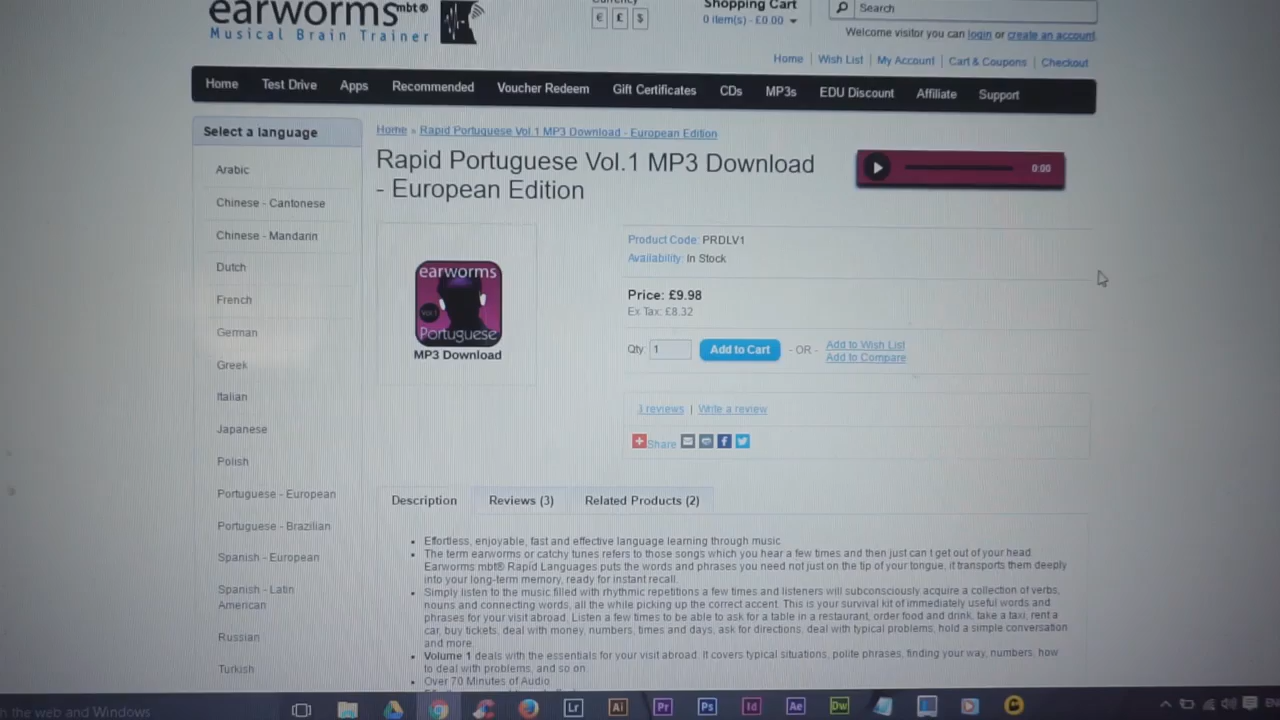 earworms mbt®
Musical Brain Trainer
€ £ $
Shopping Cart
0 item(s) - £0.00
Search
Welcome visitor you can login or create an account
Home Wish List My Account Cart & Coupons Checkout
Home Test Drive Apps Recommended Voucher Redeem Gift Certificates CDs MP3s EDU Discount Affiliate Support
Select a language
Arabic
Chinese - Cantonese
Chinese - Mandarin
Dutch
French
German
Greek
Italian
Japanese
Polish
Portuguese - European
Portuguese - Brazilian
Spanish - European
Spanish - Latin
American
Russian
Turkish
Home » Rapid Portuguese Vol.1 MP3 Download - European Edition
Rapid Portuguese Vol.1 MP3 Download
- European Edition
0:00
earworms
Portuguese
MP3 Download
Product Code: PRDLV1
Availability: In Stock
Price: £9.98
Ex Tax: £8.32
Qty: 1 Add to Cart - OR - Add to Wish List
Add to Compare
3 reviews | Write a review
Share
Description Reviews (3) Related Products (2)
Effortless, enjoyable, fast and effective language learning through music
The term earworms or catchy tunes refers to those songs which you hear a few times and then just can t get out of your head.
Earworms mbt® Rapid Languages puts the words and phrases you need not just on the tip of your tongue, it transports them deeply
into your long-term memory, ready for instant recall.
Simply listen to the music filled with rhythmic repetitions a few times and listeners will subconsciously acquire a collection of verbs,
nouns and connecting words, all the while picking up the correct accent. This is your survival kit of immediately useful words and
phrases for your visit abroad. Listen a few times to be able to ask for a table in a restaurant, order food and drink, take a taxi, rent a
car, buy tickets, deal with money, numbers, times and days, ask for directions, deal with typical problems, hold a simple conversation
and more.
Volume 1 deals with the essentials for your visit abroad. It covers typical situations, polite phrases, finding your way, numbers, how
to deal with problems, and so on.
Over 70 Minutes of Audio
the web and Windows
Lr Ai Pr Ps Id Ae Dw